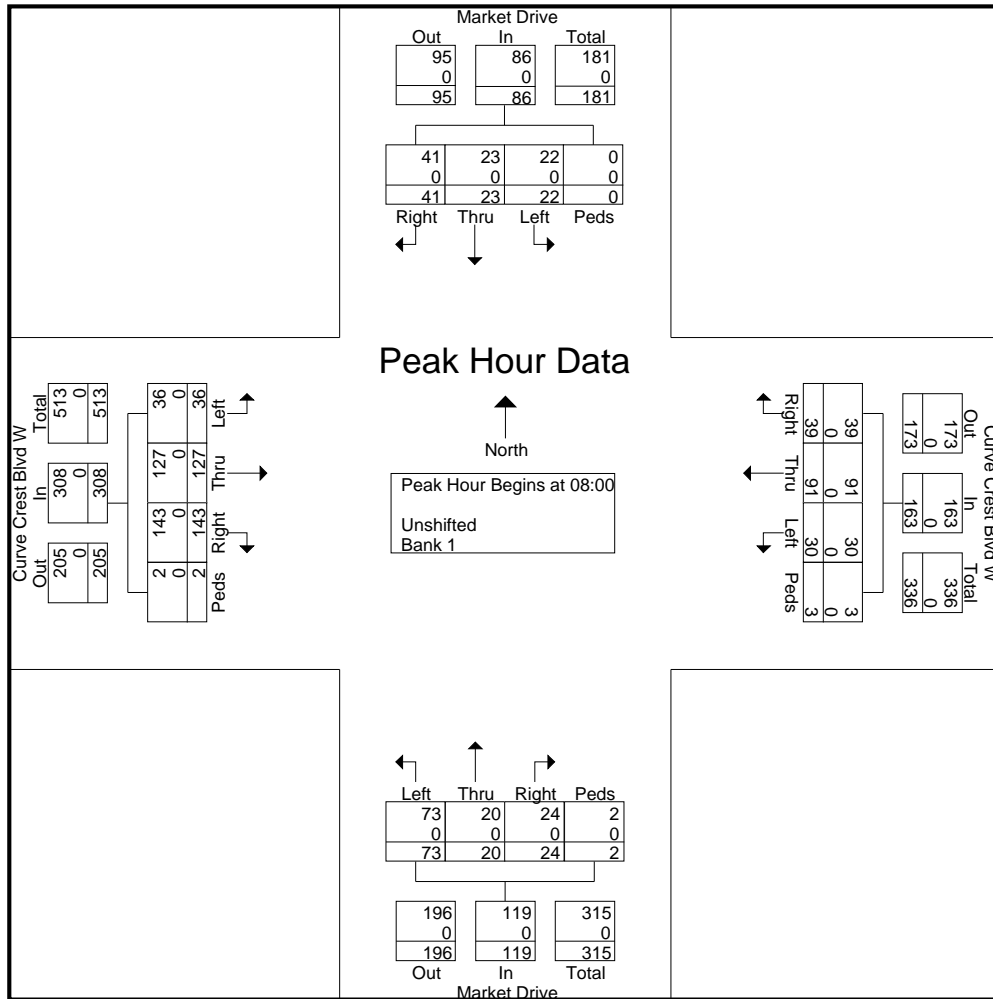 Market Drive
Out In Total
95 86 181
0 0 0
95 86 181
41 23 22 0
0 0 0 0
41 23 22 0
Right Thru Left Peds
Peak Hour Data
North
Peak Hour Begins at 08:00
Unshifted
Bank 1
Curve Crest Blvd W
Total In Out
513 308 205
0 0 0
513 308 205
36 127 143 2
0 0 0 0
36 127 143 2
Left Thru Right Peds
Curve Crest Blvd W
Out In Total
173 163 336
0 0 0
173 163 336
39 91 30 3
0 0 0 0
39 91 30 3
Right Thru Left Peds
Left Thru Right Peds
73 20 24 2
0 0 0 0
73 20 24 2
196 119 315
0 0 0
196 119 315
Out In Total
Market Drive